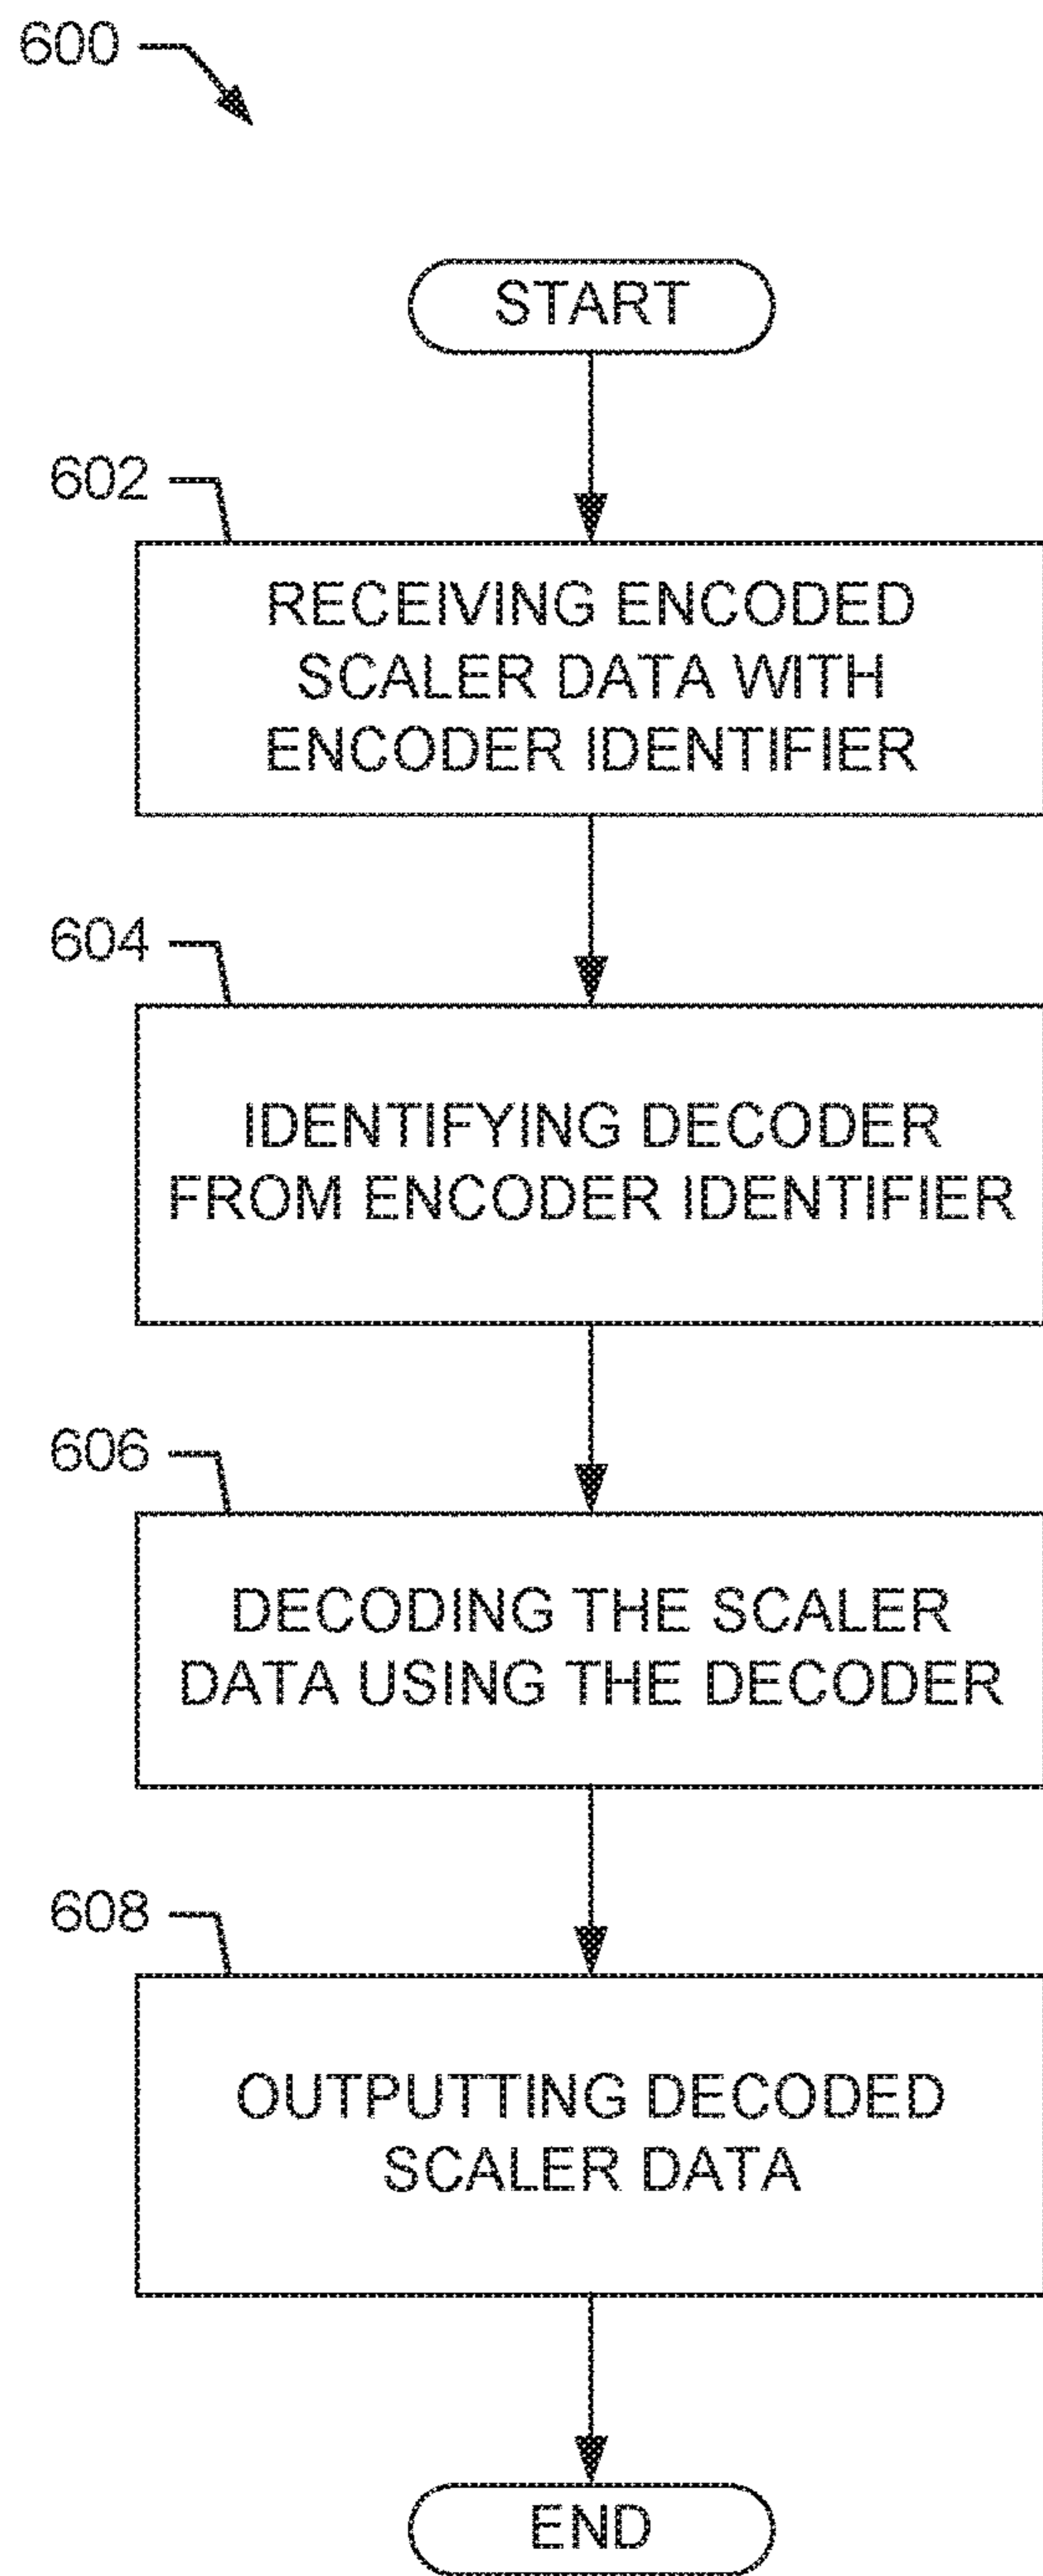 600
START
602
RECEIVING ENCODED
SCALER DATA WITH
ENCODER IDENTIFIER
604
IDENTIFYING DECODER
FROM ENCODER IDENTIFIER
606
DECODING THE SCALER
DATA USING THE DECODER
608
OUTPUTTING DECODED
SCALER DATA
END